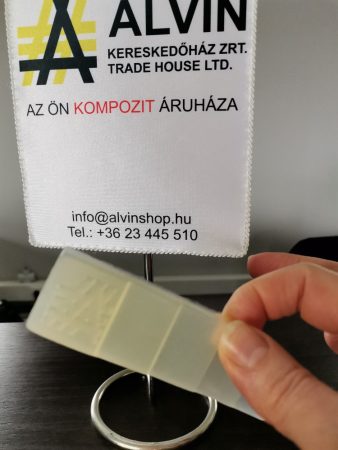 ALVIN
KERESKEDŐHÁZ ZRT.
TRADE HOUSE LTD.
AZ ÖN KOMPOZIT ÁRUHÁZA
info@alvinshop.hu
Tel.: +36 23 445 510